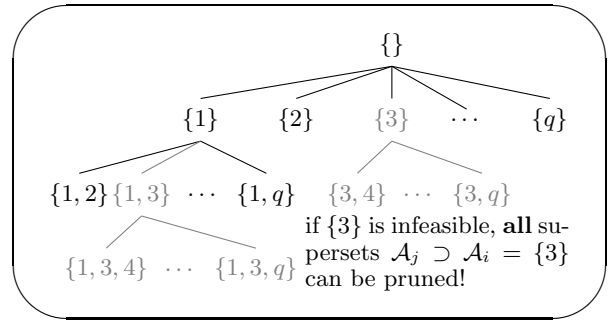 {}
{1} {2} {3} ⋯ {q}
{1, 2} {1, 3} ⋯ {1, q} {3, 4} ⋯ {3, q}
if {3} is infeasible, all su-
{1, 3, 4} ⋯ {1, 3, q} persets 𝒜ⱼ ⊃ 𝒜ᵢ = {3}
can be pruned!